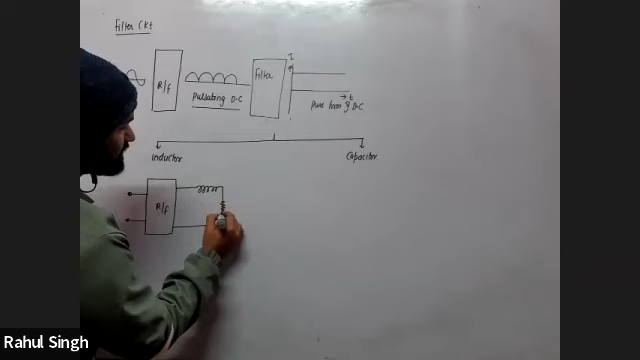 Filter Ckt
R/f
Pulsating D.C
Filter
I
t
Pure form of D.C
inductor
Capacitor
R/f
Rahul Singh